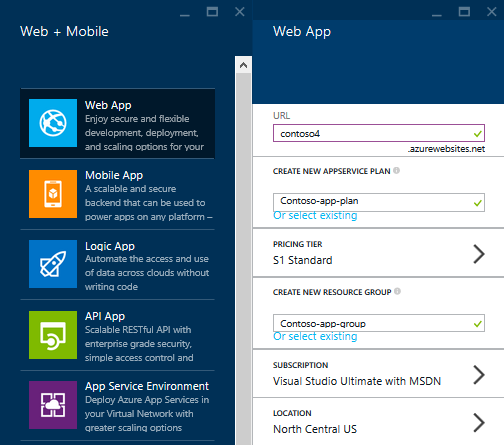 Web + Mobile
Web App
Enjoy secure and flexible
development, deployment,
and scaling options for your
Mobile App
A scalable and secure
backend that can be used to
power apps on any platform –
Logic App
Automate the access and use
of data across clouds without
writing code
API App
Scalable RESTful API with
enterprise grade security,
simple access control and
App Service Environment
Deploy Azure App Services in
your Virtual Network with
greater scaling options
Web App
URL
contoso4
.azurewebsites.net
CREATE NEW APPSERVICE PLAN
Contoso-app-plan
Or select existing
PRICING TIER
S1 Standard
CREATE NEW RESOURCE GROUP
Contoso-app-group
Or select existing
SUBSCRIPTION
Visual Studio Ultimate with MSDN
LOCATION
North Central US